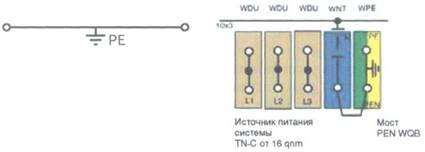 PE
WDU WDU WDU WNT WPE
10x3
N PE
L1 L2 L3 PEN
Источник питания Мост
системы PEN WQB
TN-C от 16 qnm